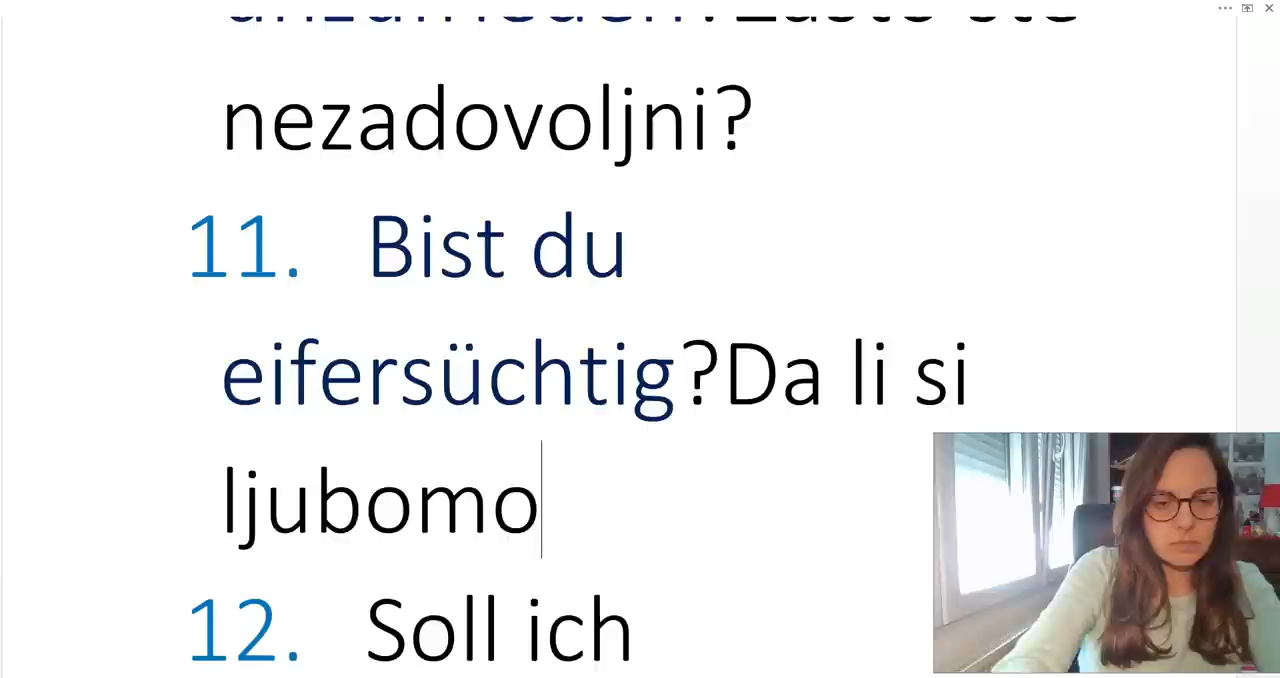 nezadovoljni?
11. Bist du
eifersüchtig?Da li si
ljubomo
12. Soll ich